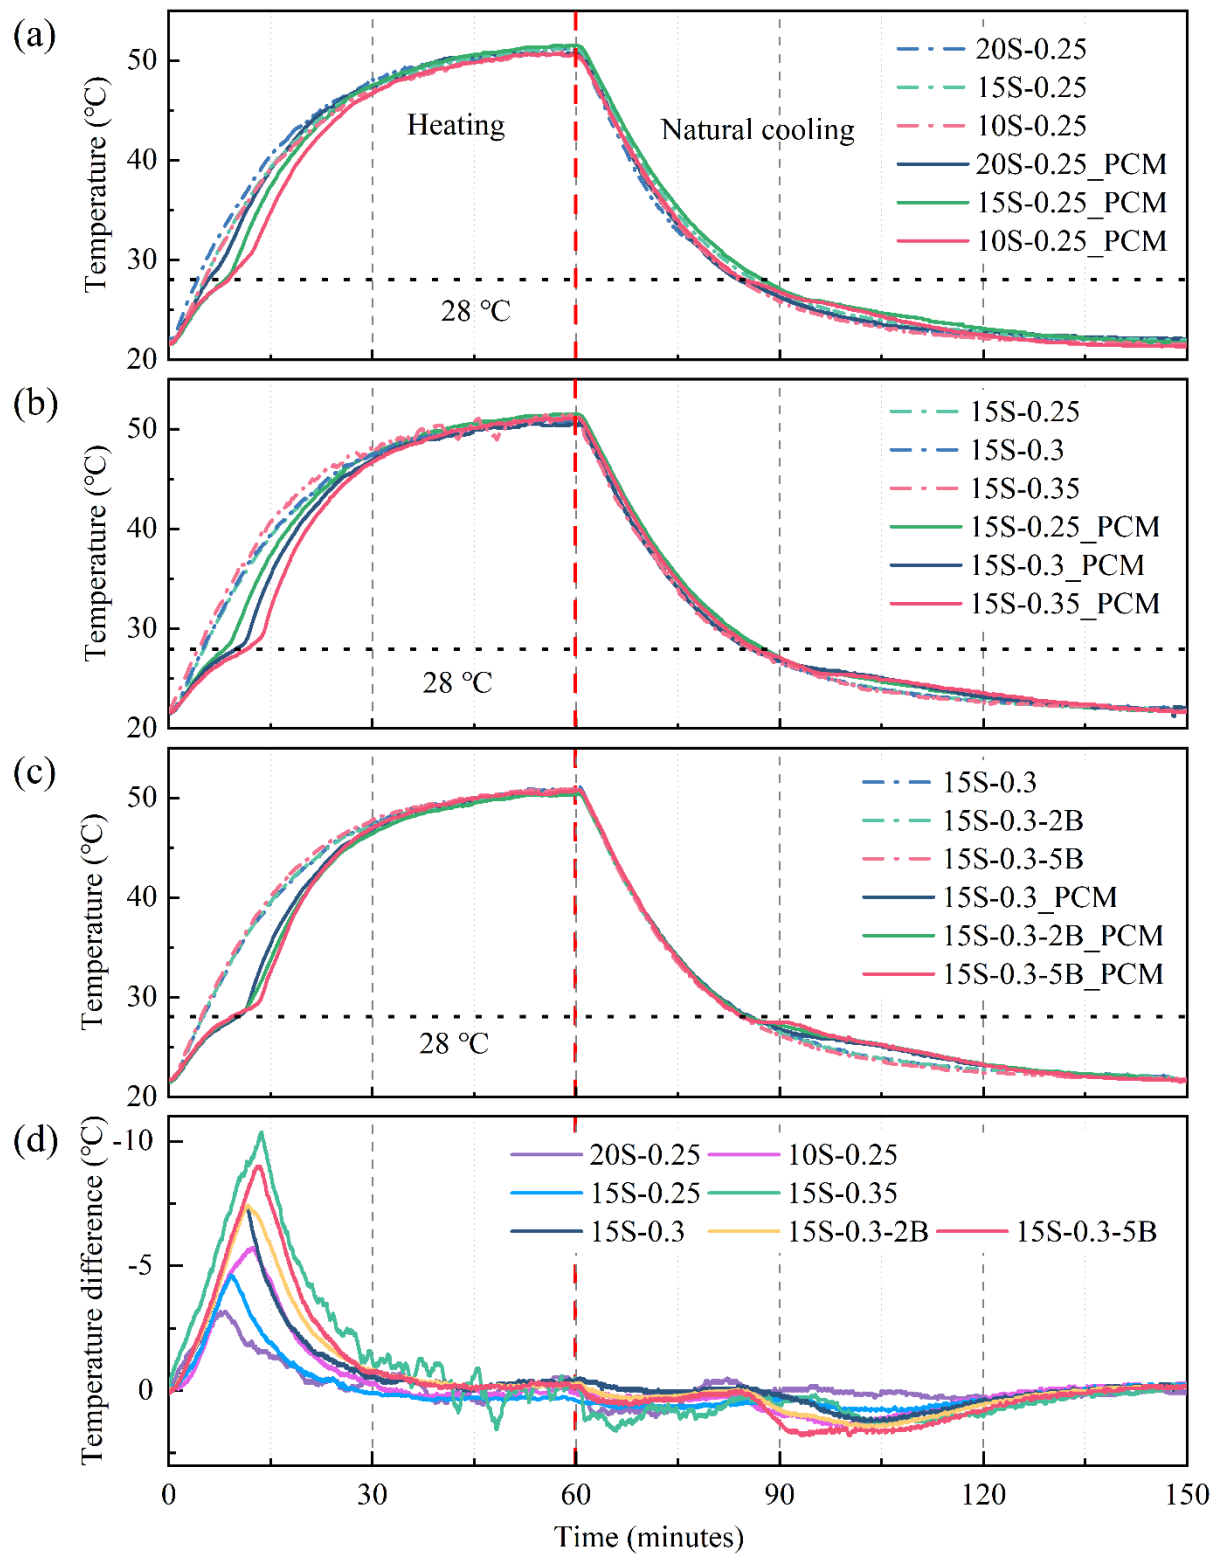 (a)
Temperature (°C)
50
40
30
20
Heating
Natural cooling
28 °C
20S-0.25
15S-0.25
10S-0.25
20S-0.25_PCM
15S-0.25_PCM
10S-0.25_PCM
(b)
Temperature (°C)
50
40
30
20
28 °C
15S-0.25
15S-0.3
15S-0.35
15S-0.25_PCM
15S-0.3_PCM
15S-0.35_PCM
(c)
Temperature (°C)
50
40
30
20
28 °C
15S-0.3
15S-0.3-2B
15S-0.3-5B
15S-0.3_PCM
15S-0.3-2B_PCM
15S-0.3-5B_PCM
(d)
Temperature difference (°C)
-10
-5
0
20S-0.25 10S-0.25
15S-0.25 15S-0.35
15S-0.3 15S-0.3-2B 15S-0.3-5B
0 30 60 90 120 150
Time (minutes)